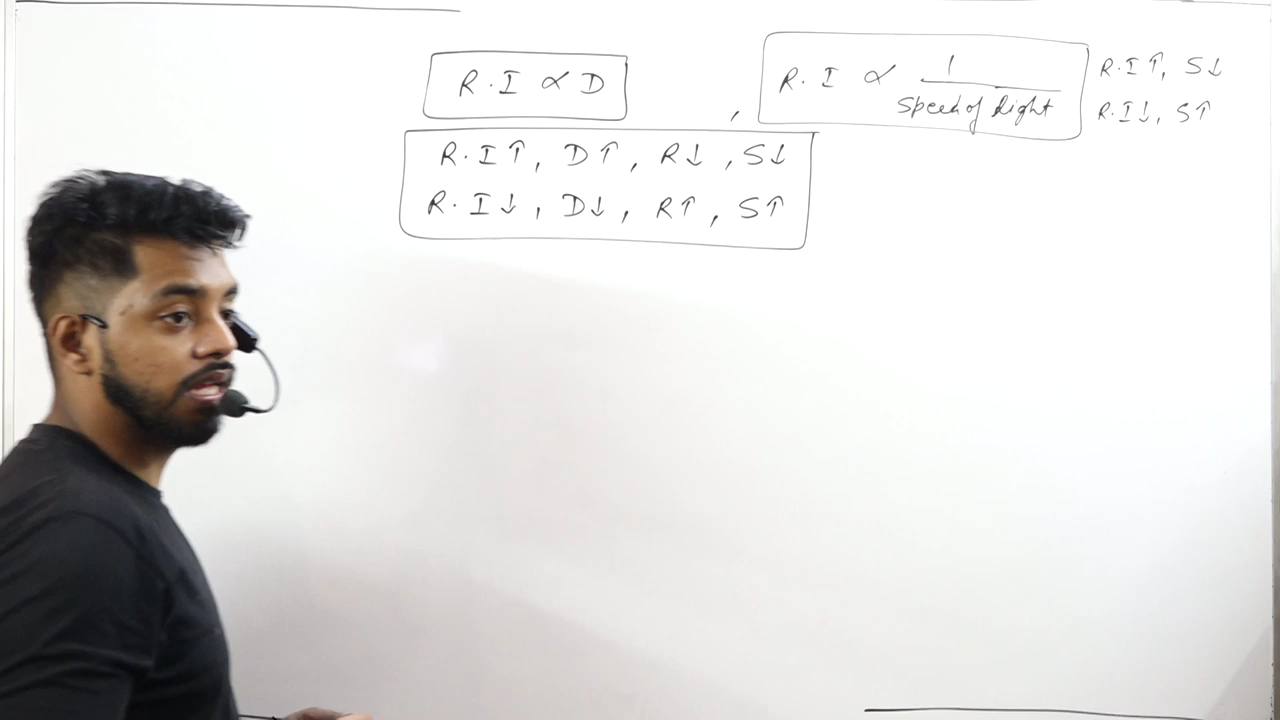 R.I ∝ D
, R.I ∝ 1 / Speed of light
R.I↑, S↓
R.I↓, S↑
R.I↑, D↑, R↓, S↓
R.I↓, D↓, R↑, S↑